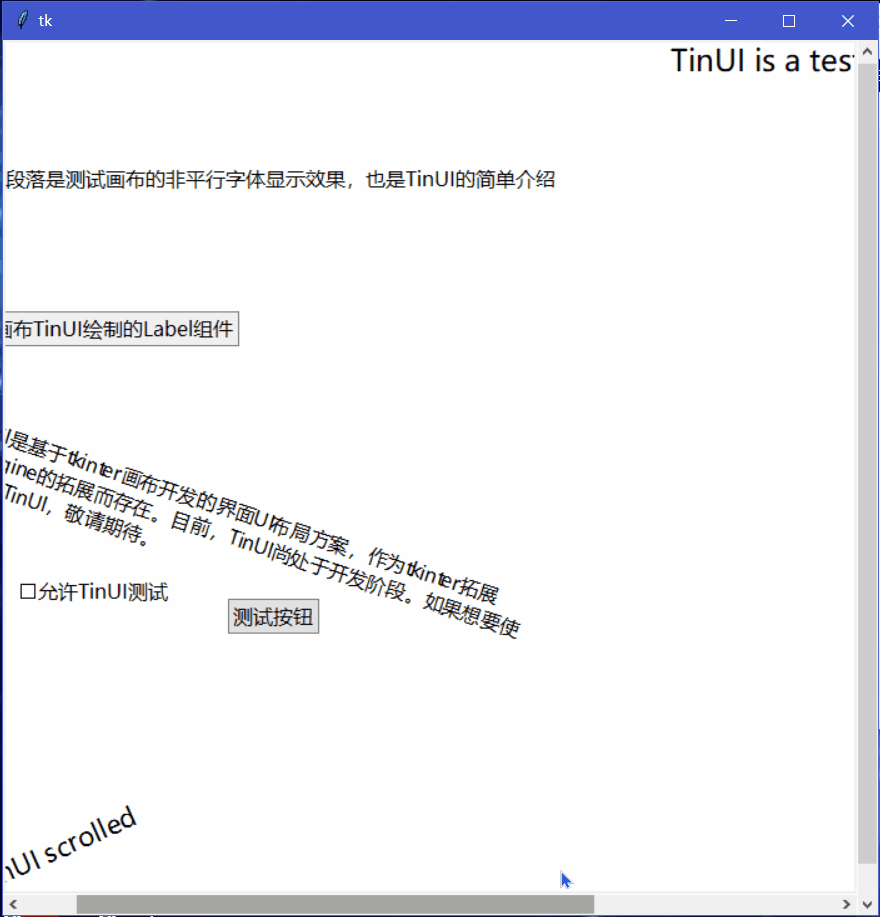 tk
TinUI is a test
段落是测试画布的非平行字体显示效果，也是TinUI的简单介绍
画布TinUI绘制的Label组件
是基于tkinter画布开发的界面UI布局方案，作为tkinter拓展
gine的拓展而存在。目前，TinUI尚处于开发阶段。如果想要使
TinUI，敬请期待。
允许TinUI测试
测试按钮
nUI scrolled